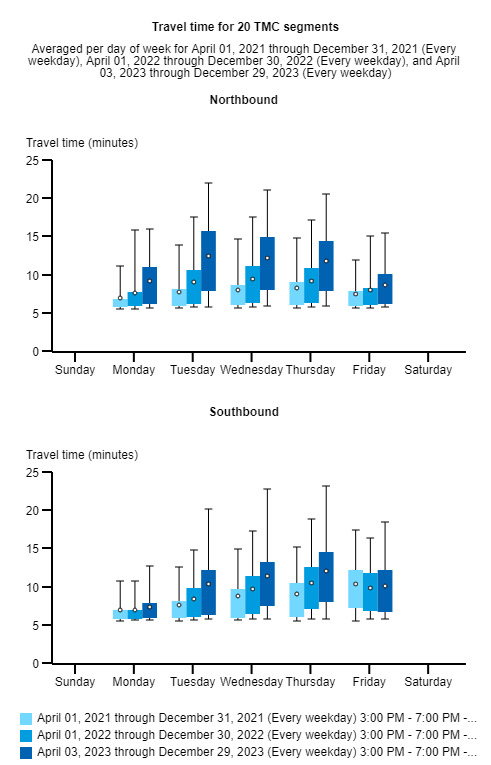 Travel time for 20 TMC segments
Averaged per day of week for April 01, 2021 through December 31, 2021 (Every
weekday), April 01, 2022 through December 30, 2022 (Every weekday), and April
03, 2023 through December 29, 2023 (Every weekday)
Northbound
Travel time (minutes)
25
20
15
10
5
0
Sunday Monday Tuesday Wednesday Thursday Friday Saturday
Southbound
Travel time (minutes)
25
20
15
10
5
0
Sunday Monday Tuesday Wednesday Thursday Friday Saturday
April 01, 2021 through December 31, 2021 (Every weekday) 3:00 PM - 7:00 PM -...
April 01, 2022 through December 30, 2022 (Every weekday) 3:00 PM - 7:00 PM -...
April 03, 2023 through December 29, 2023 (Every weekday) 3:00 PM - 7:00 PM -...